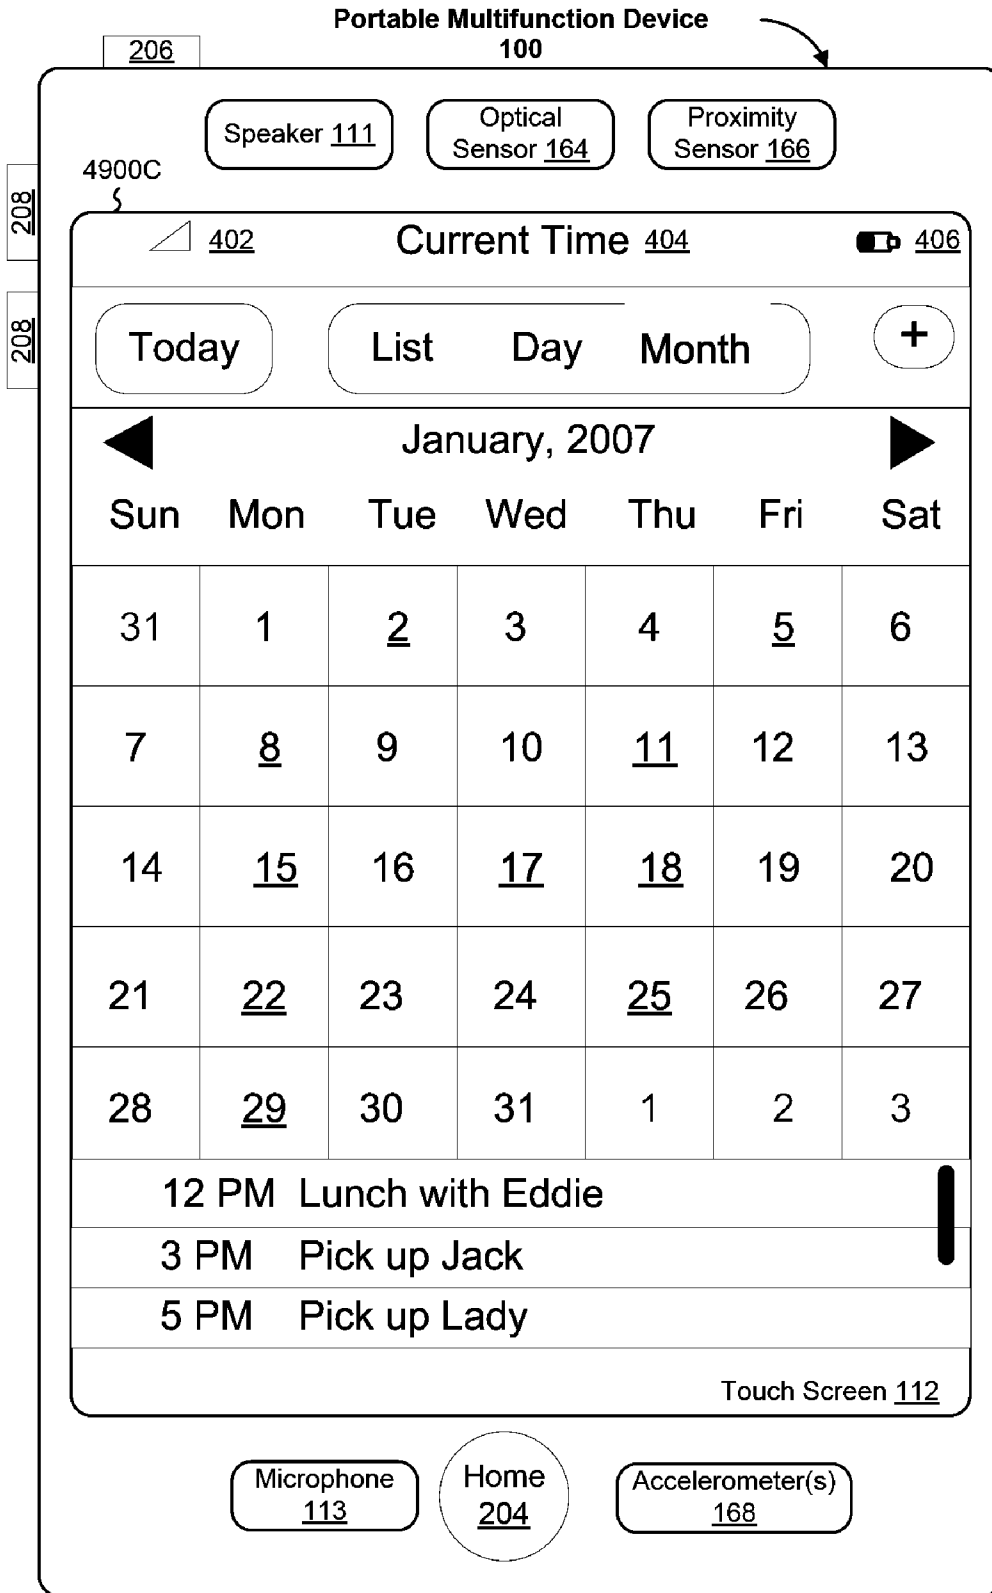 Portable Multifunction Device
100
206
Speaker 111
Optical
Sensor 164
Proximity
Sensor 166
4900C
208
208
402 Current Time 404 406
Today List Day Month +
January, 2007
Sun Mon Tue Wed Thu Fri Sat
31 1 2 3 4 5 6
7 8 9 10 11 12 13
14 15 16 17 18 19 20
21 22 23 24 25 26 27
28 29 30 31 1 2 3
12 PM Lunch with Eddie
3 PM Pick up Jack
5 PM Pick up Lady
Touch Screen 112
Microphone
113
Home
204
Accelerometer(s)
168